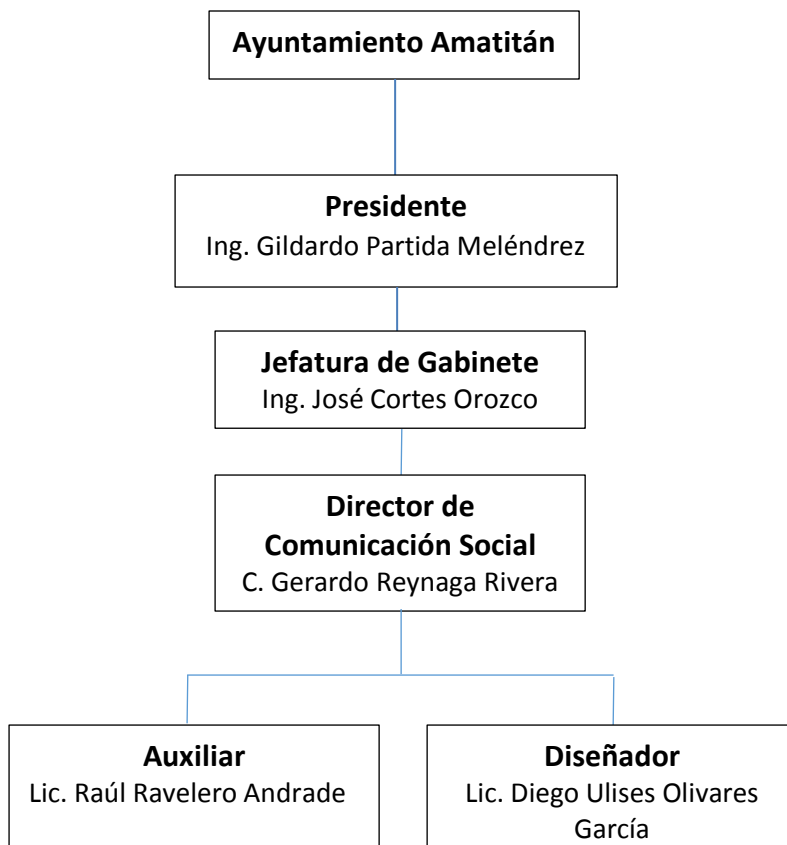 Ayuntamiento Amatitán
Presidente
Ing. Gildardo Partida Meléndrez
Jefatura de Gabinete
Ing. José Cortes Orozco
Director de
Comunicación Social
C. Gerardo Reynaga Rivera
Auxiliar
Lic. Raúl Ravelero Andrade
Diseñador
Lic. Diego Ulises Olivares
García